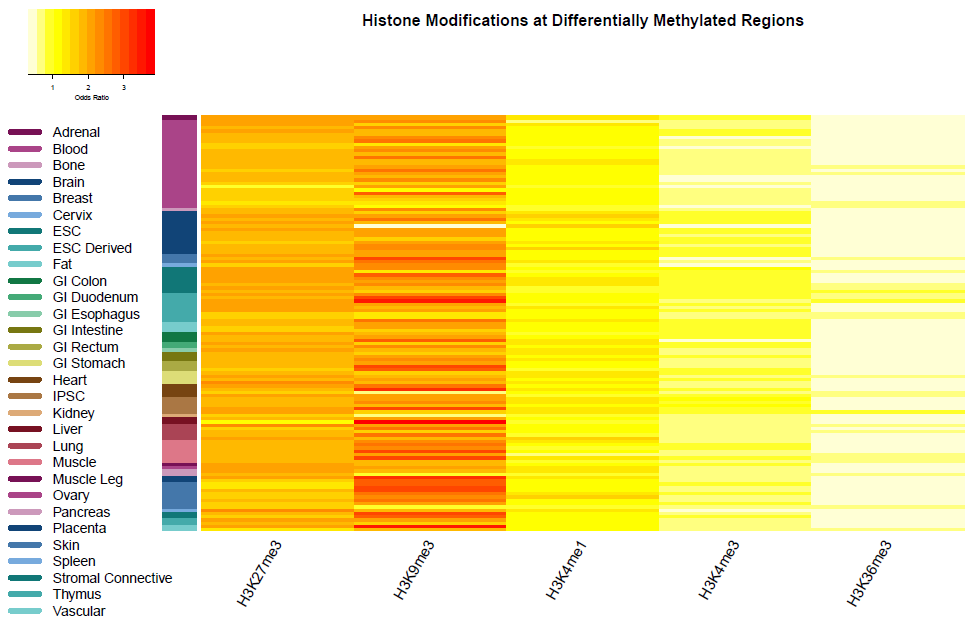 Histone Modifications at Differentially Methylated Regions
1 2 3
Odds Ratio
Adrenal
Blood
Bone
Brain
Breast
Cervix
ESC
ESC Derived
Fat
GI Colon
GI Duodenum
GI Esophagus
GI Intestine
GI Rectum
GI Stomach
Heart
IPSC
Kidney
Liver
Lung
Muscle
Muscle Leg
Ovary
Pancreas
Placenta
Skin
Spleen
Stromal Connective
Thymus
Vascular
H3K27me3
H3K9me3
H3K4me1
H3K4me3
H3K36me3